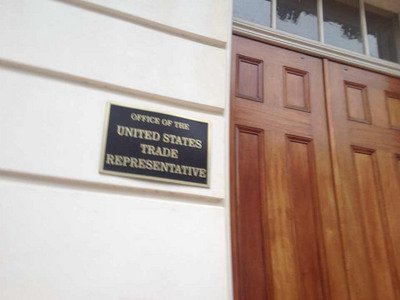 OFFICE OF THE
UNITED STATES
TRADE
REPRESENTATIVE